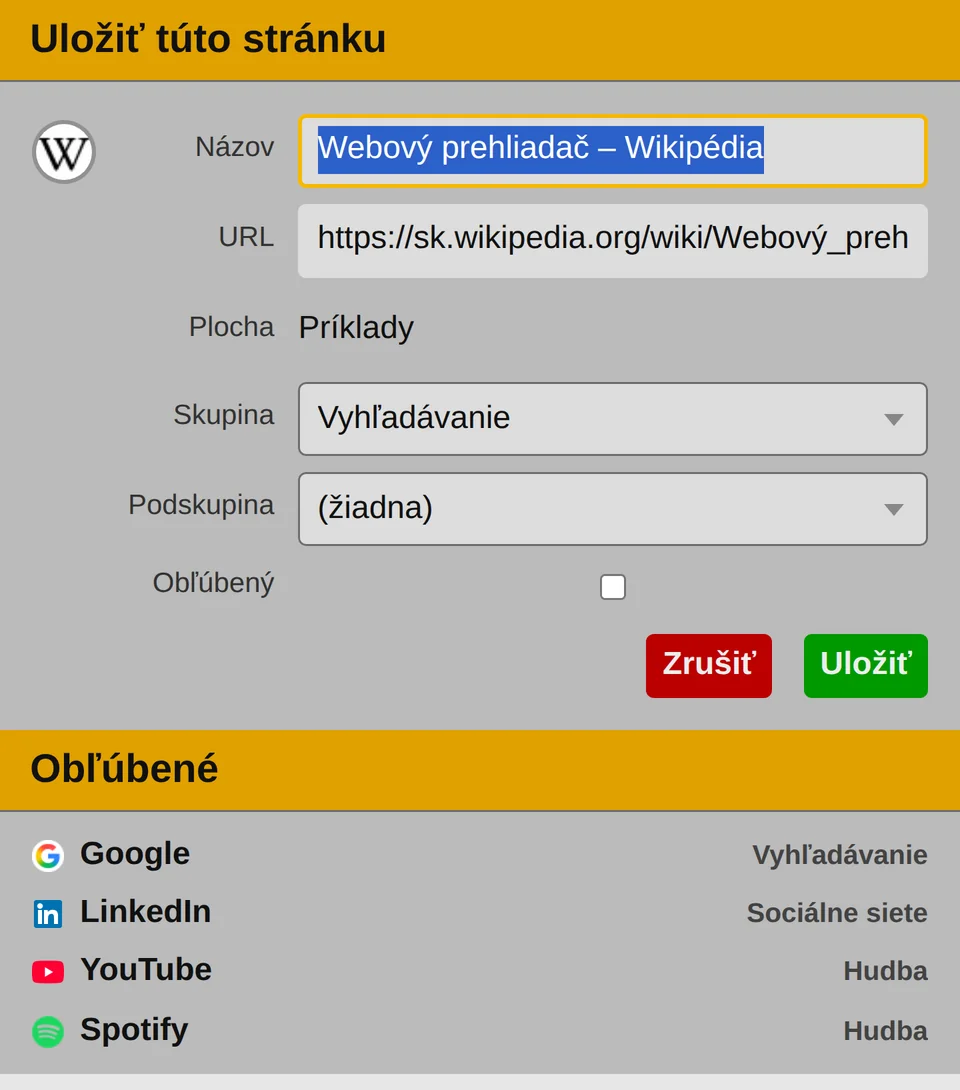 Uložiť túto stránku
W
Názov Webový prehliadač – Wikipédia
URL https://sk.wikipedia.org/wiki/Webový_preh
Plocha Príklady
Skupina Vyhľadávanie
Podskupina (žiadna)
Obľúbený
Zrušiť Uložiť
Obľúbené
Google Vyhľadávanie
in LinkedIn Sociálne siete
YouTube Hudba
Spotify Hudba